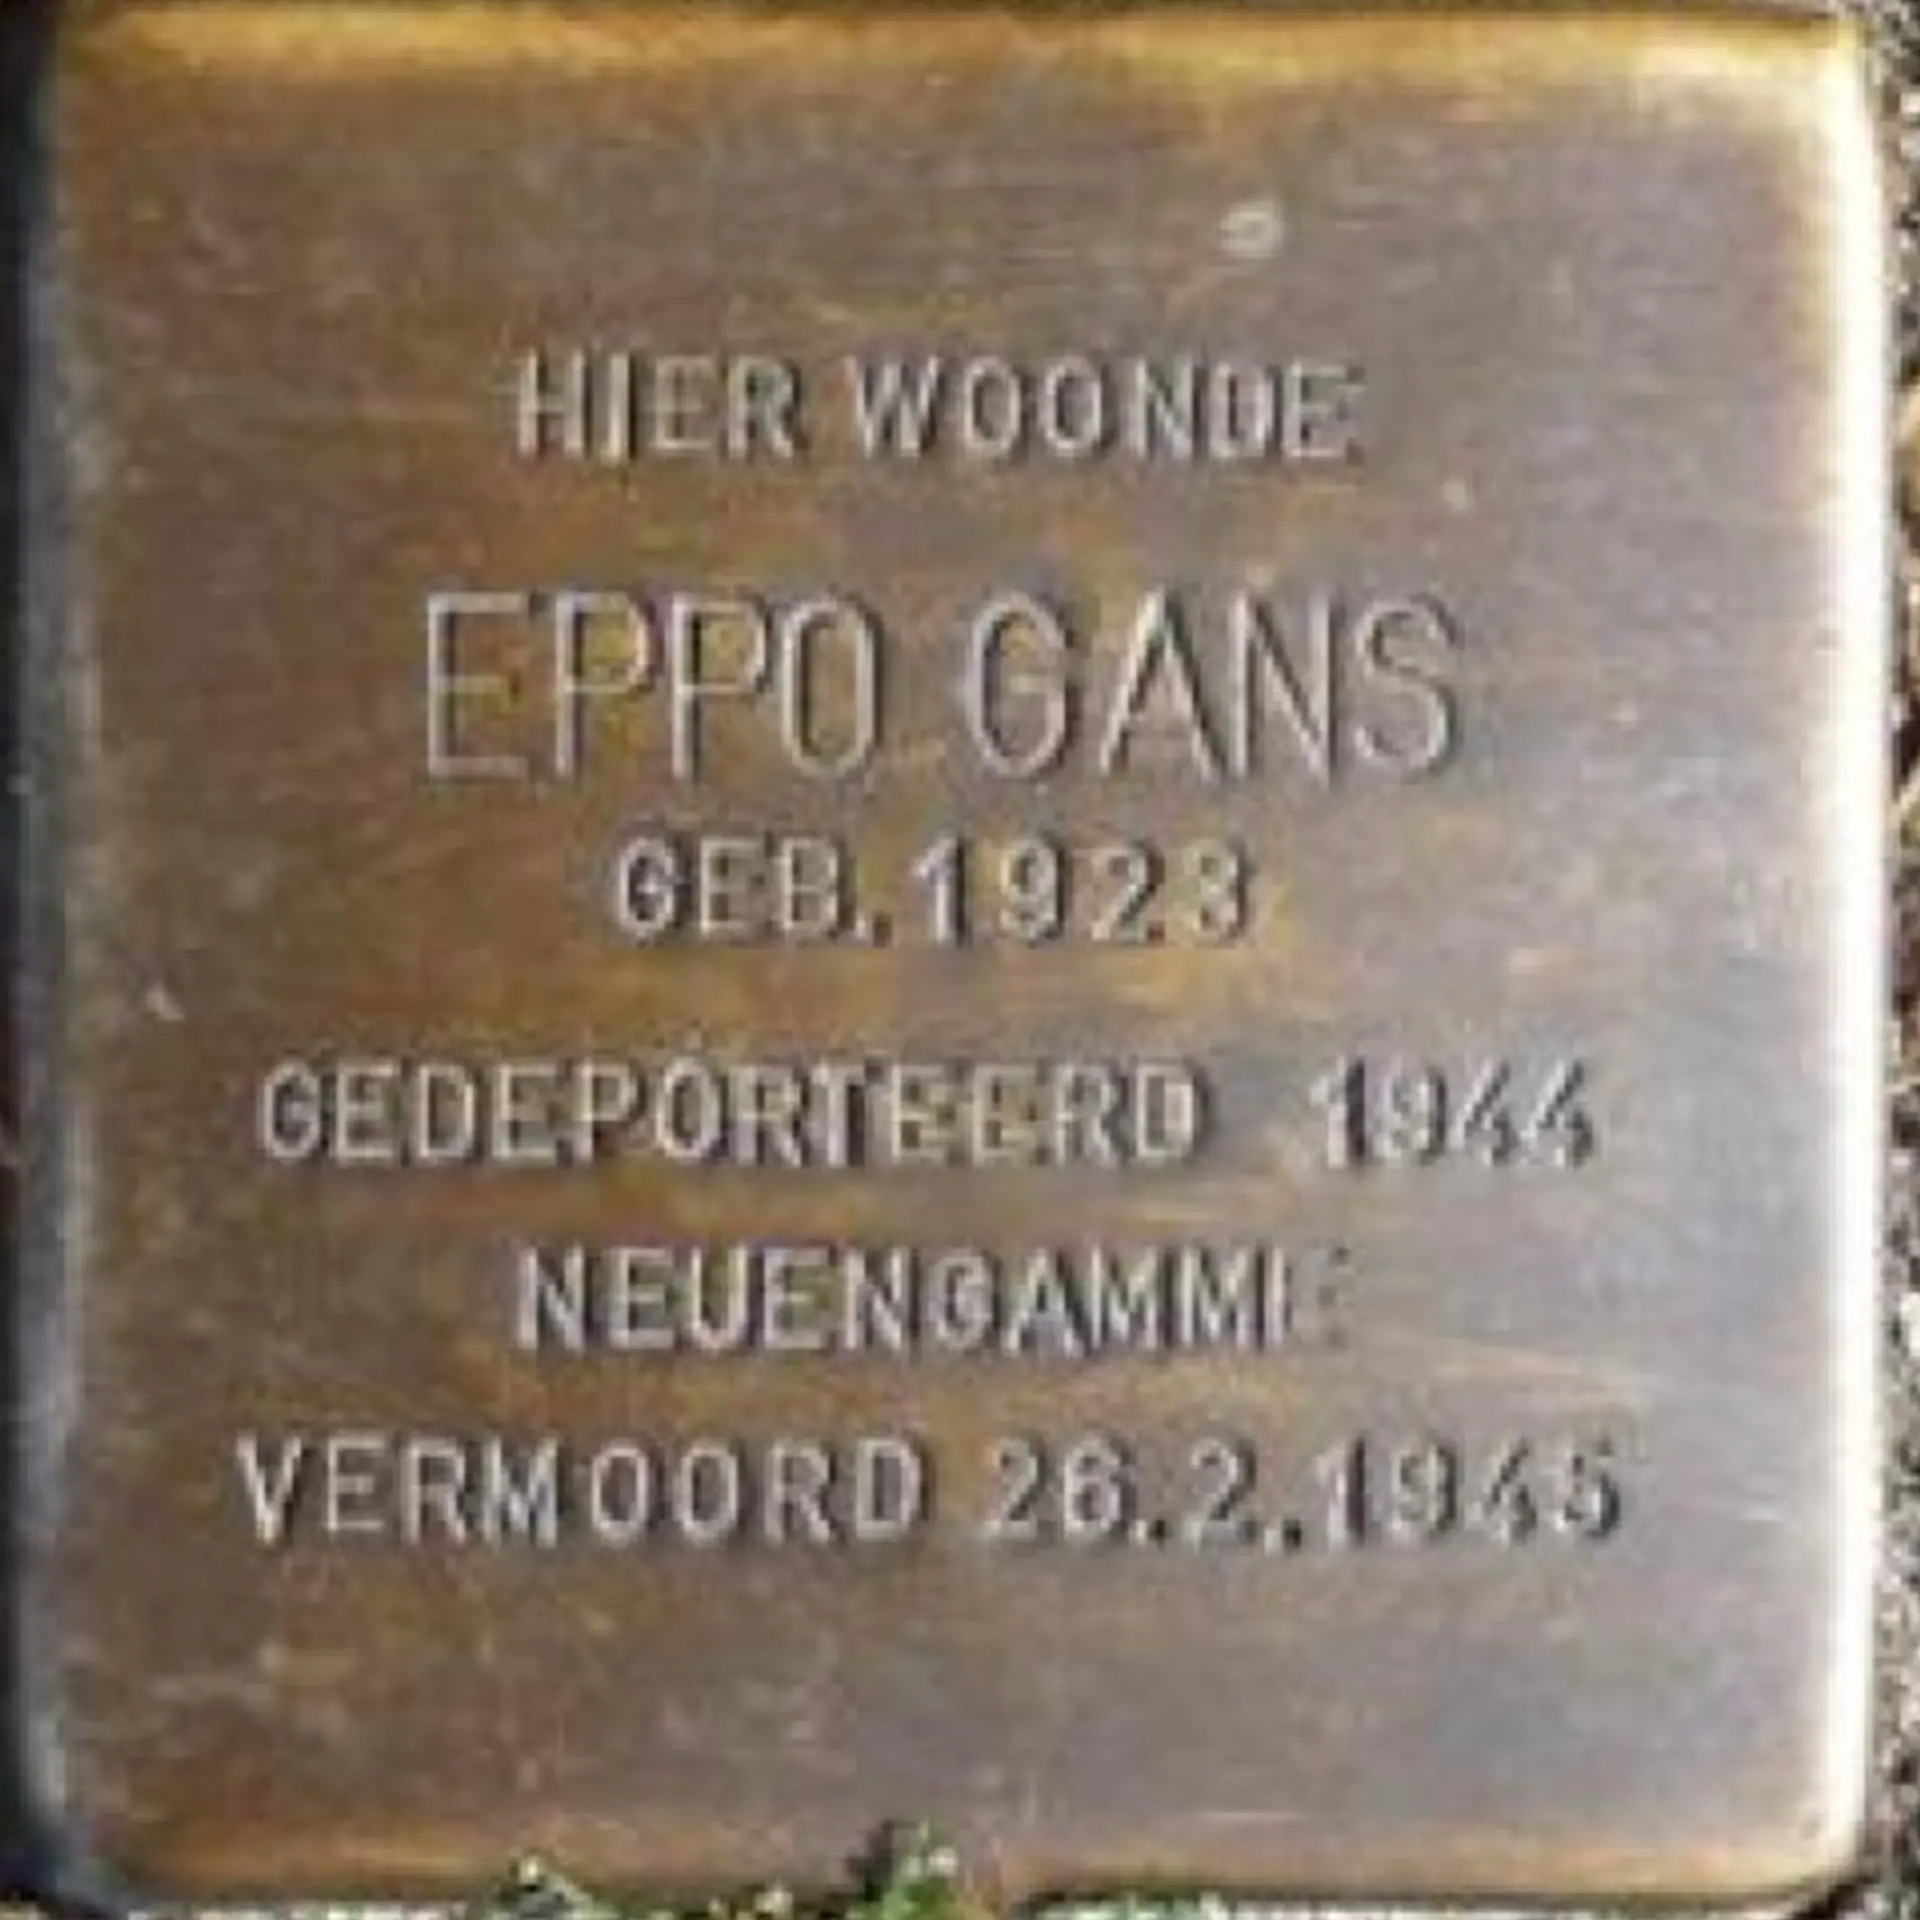 HIER WOONDE
EPPO GANS
GEB. 1923
GEDEPORTEERD 1944
NEUENGAMME
VERMOORD 26.2.1945